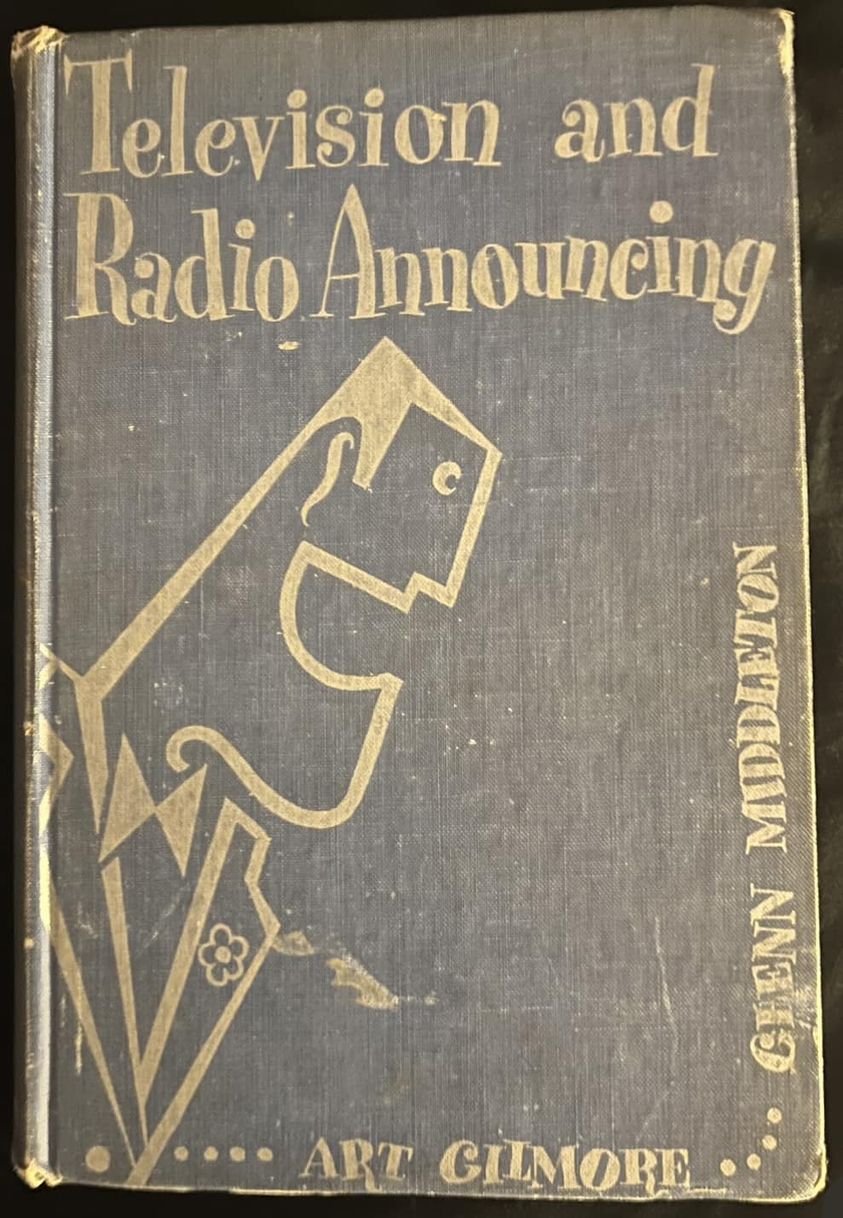 Television and
Radio Announcing
ART GILMORE
GLENN MIDDLETON